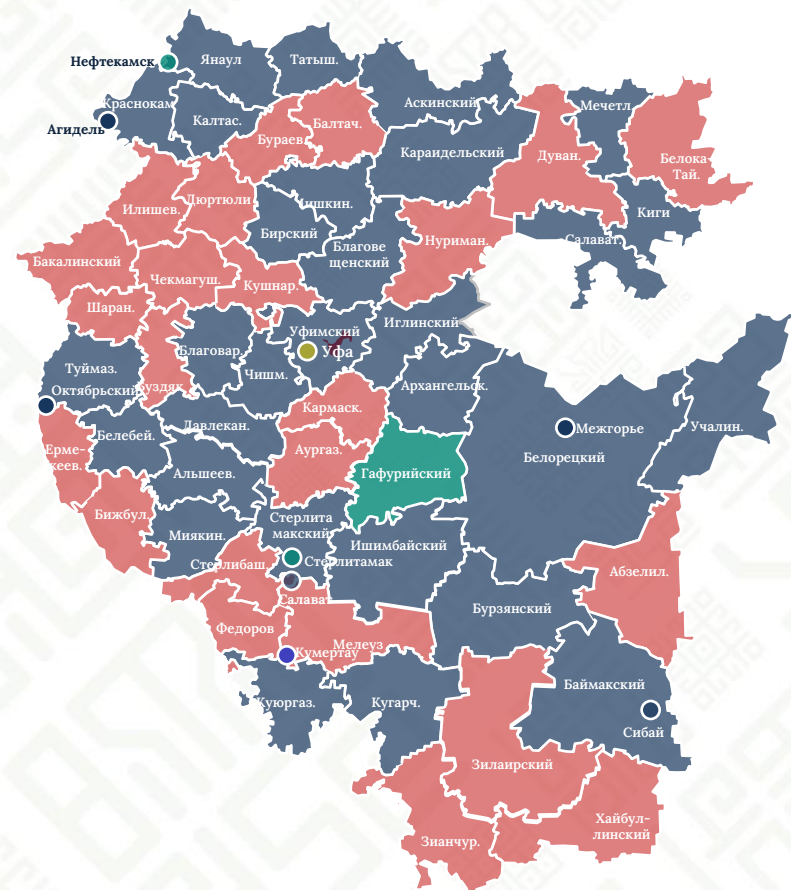 Янаул
Татыш.
Нефтекамск
Краснокам
Аскинский
Мечетл.
Калтас.
Балтач.
Агидель
Бураев.
Караидельский
Дуван.
Белока-
Тай.
Дюртюли
Илишев.
Мишкин.
Киги
Бирский
Нуриман.
Салават.
Благове
щенский
Бакалинский
Чекмагуш.
Кушнар.
Шаран.
Иглинский
Уфимский
Уфа
Благовар.
Туймаз.
Чишм.
Октябрьский
Буздяк.
Архангельск.
Кармаск.
Давлекан.
Межгорье
Учалин.
Белебей.
Аургаз.
Ерме-
кеев.
Белорецкий
Альшеев.
Гафурийский
Бижбул.
Стерлита
макский
Миякин.
Ишимбайский
Стерлибаш.
Стерлитамак
Абзелил.
Салават
Бурзянский
Федоров
Мелеуз
Кумертау
Баймакский
Куюргаз.
Кугарч.
Сибай
Зилаирский
Хайбул-
линский
Зианчур.